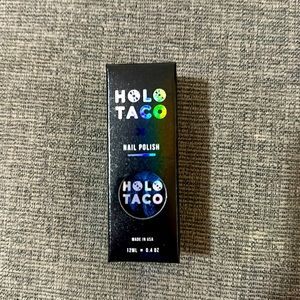 HOLO
TACO
NAIL POLISH
HOLO
TACO
MADE IN USA
12ML = 0.4 OZ